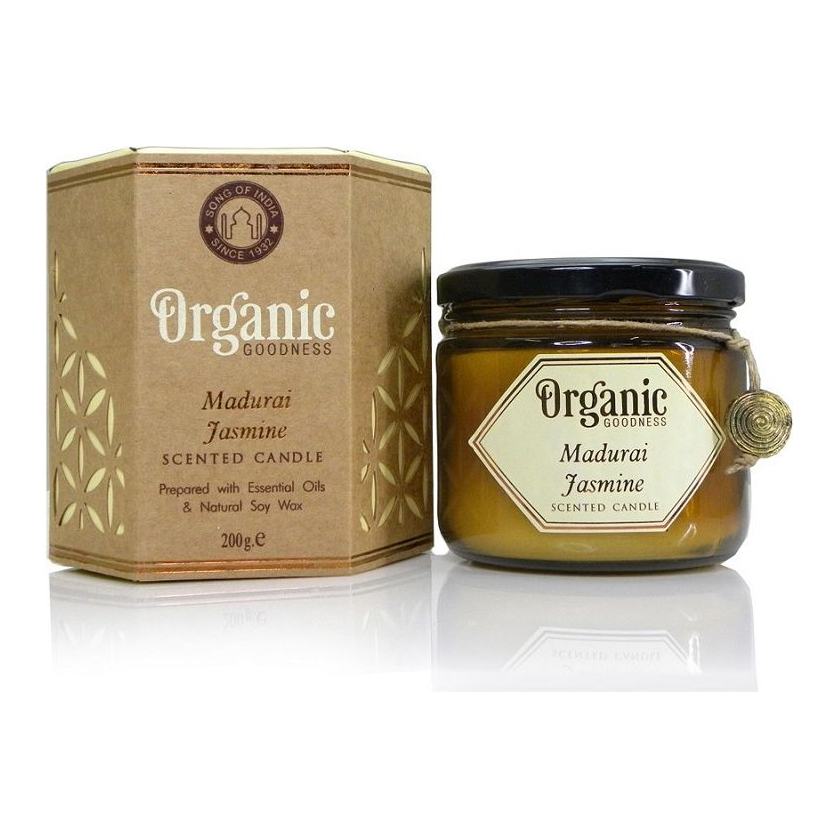 SONG OF INDIA
SINCE 1932
Organic
GOODNESS
Madurai
Jasmine
SCENTED CANDLE
Prepared with Essential Oils
& Natural Soy Wax
200g.e
Organic
GOODNESS
Madurai
Jasmine
SCENTED CANDLE